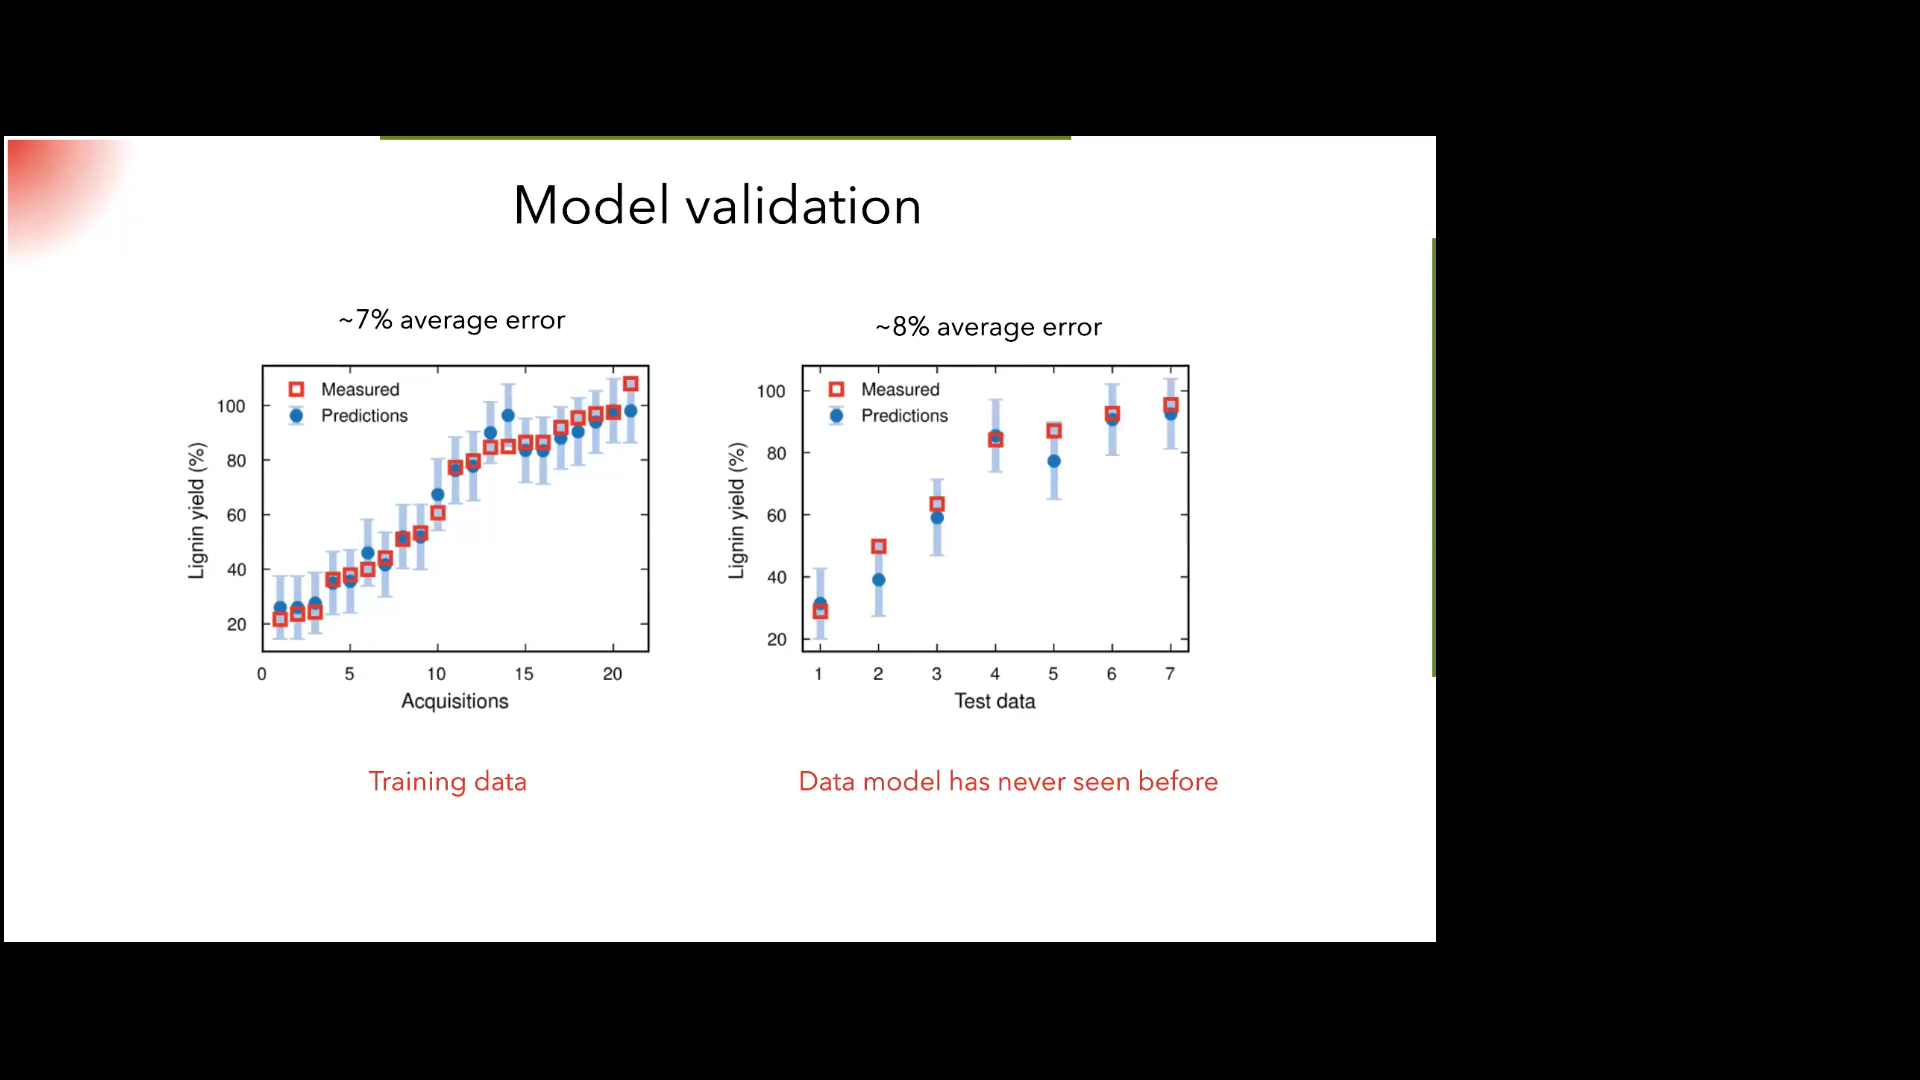 Model validation
~7% average error
~8% average error
Measured
Predictions
Lignin yield (%)
100
80
60
40
20
0 5 10 15 20
Acquisitions
Measured
Predictions
Lignin yield (%)
100
80
60
40
20
1 2 3 4 5 6 7
Test data
Training data
Data model has never seen before